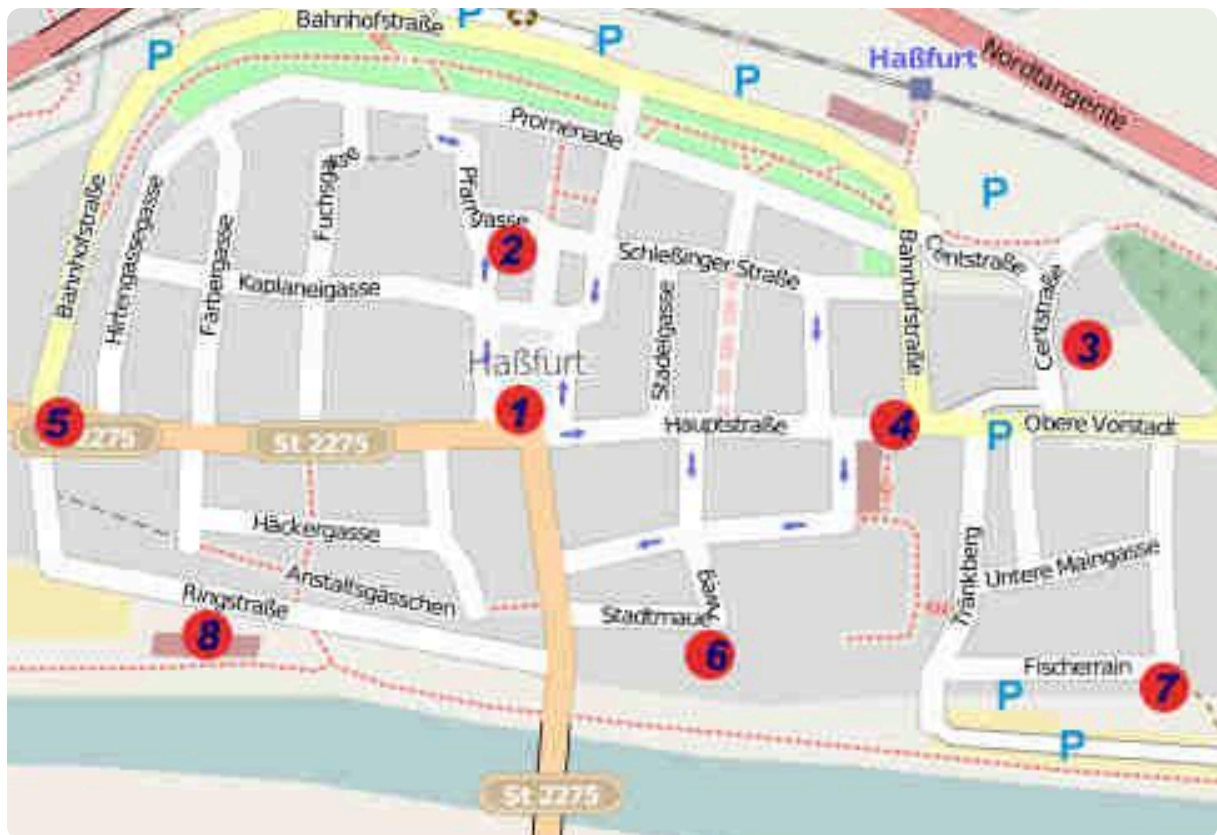 Bahnhofstraße
P
P
P
P
Haßfurt
Nordtangente
Promenade
P
Bahnhofstraße
Hirtengassegasse
Färbergasse
Fuchsgasse
Pfarrgasse
2
Kaplaneigasse
Schleßinger Straße
Stadelgasse
Bahnhofstraße
Centstraße
Centstraße
3
Haßfurt
1
5
St 2275
St 2275
Hauptstraße
4
P
Obere Vorstadt
Häckergasse
Anstaltsgässchen
Ringstraße
8
Stadtmauer
6
Tränkberg
Untere Maingasse
Fischerrain
7
P
P
St 2275